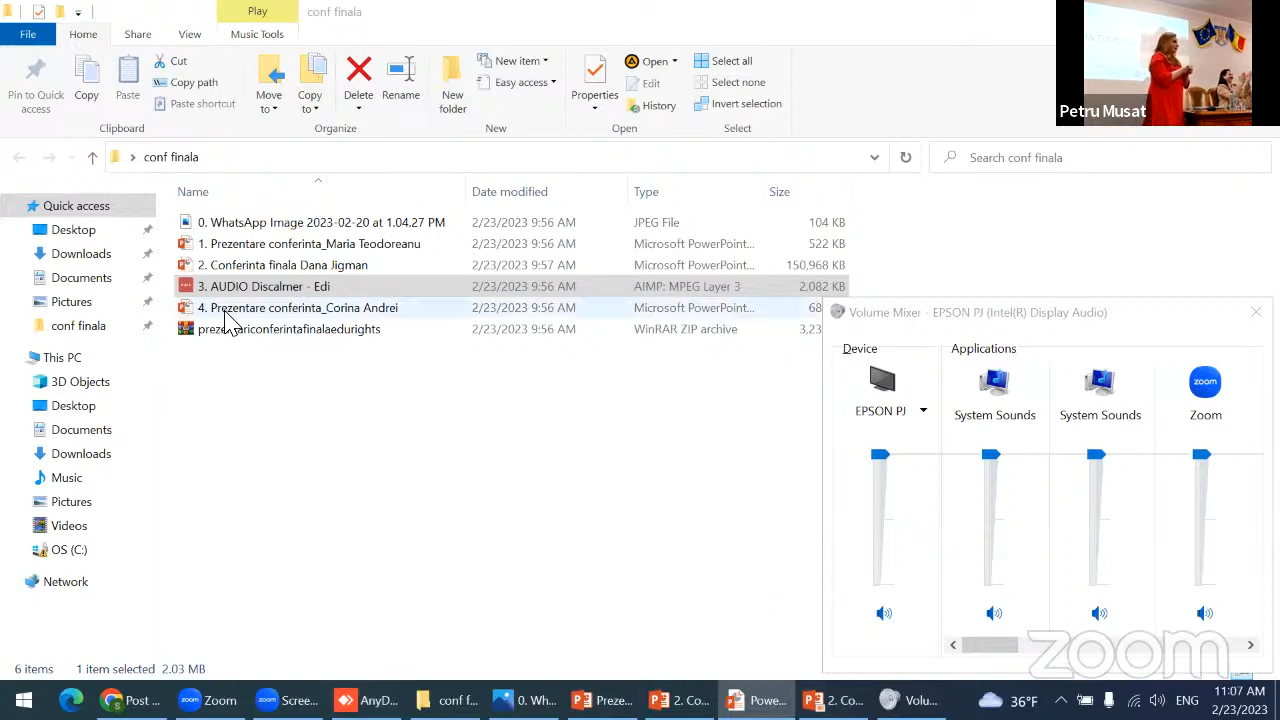 Play
conf finala
File
Home
Share
View
Music Tools
Pin to Quick access
Copy
Paste
Cut
Copy path
Paste shortcut
Clipboard
Move to
Copy to
Delete
Rename
Organize
New folder
New item
Easy access
New
Properties
Open
Edit
History
Open
Select all
Select none
Invert selection
Select
Petru Musat
conf finala
Search conf finala
Name
Date modified
Type
Size
0. WhatsApp Image 2023-02-20 at 1.04.27 PM 2/23/2023 9:56 AM JPEG File 104 KB
1. Prezentare conferinta_Maria Teodoreanu 2/23/2023 9:56 AM Microsoft PowerPoint... 522 KB
2. Conferinta finala Dana Jigman 2/23/2023 9:57 AM Microsoft PowerPoint... 150,968 KB
3. AUDIO Discalmer - Edi 2/23/2023 9:56 AM AIMP: MPEG Layer 3 2,082 KB
4. Prezentare conferinta_Corina Andrei 2/23/2023 9:56 AM Microsoft PowerPoint... 68
prezentariconferintafinalaedurights 2/23/2023 9:56 AM WinRAR ZIP archive 3,23
Quick access
Desktop
Downloads
Documents
Pictures
conf finala
This PC
3D Objects
Desktop
Documents
Downloads
Music
Pictures
Videos
OS (C:)
Network
Volume Mixer - EPSON PJ (Intel(R) Display Audio)
Device
Applications
EPSON PJ
System Sounds
System Sounds
zoom
Zoom
zoom
6 items
1 item selected 2.03 MB
Post ...
Zoom
Scree...
AnyD...
conf f...
0. Wh...
Preze...
2. Co...
Powe...
2. Co...
Volu...
36°F
ENG
11:07 AM
2/23/2023